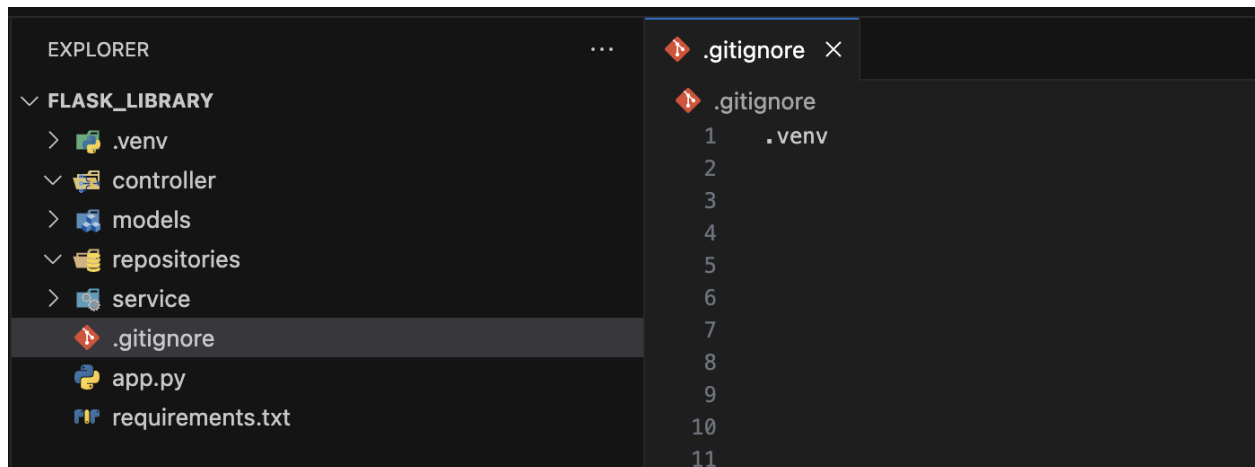 EXPLORER ...
FLASK_LIBRARY
.venv
controller
models
repositories
service
.gitignore
app.py
requirements.txt
.gitignore
.gitignore
1 .venv
2
3
4
5
6
7
8
9
10
11